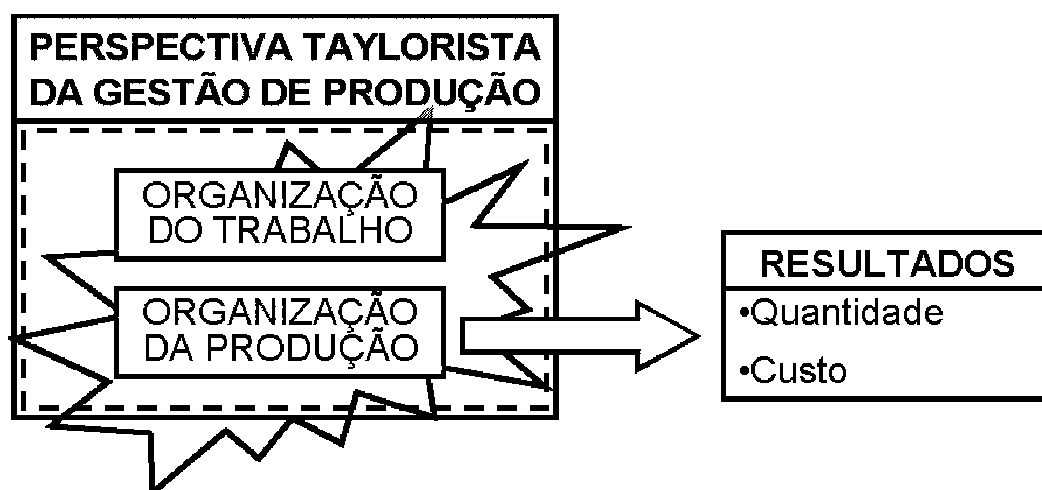 PERSPECTIVA TAYLORISTA
DA GESTÃO DE PRODUÇÃO
ORGANIZAÇÃO
DO TRABALHO
ORGANIZAÇÃO
DA PRODUÇÃO
RESULTADOS
•Quantidade
•Custo